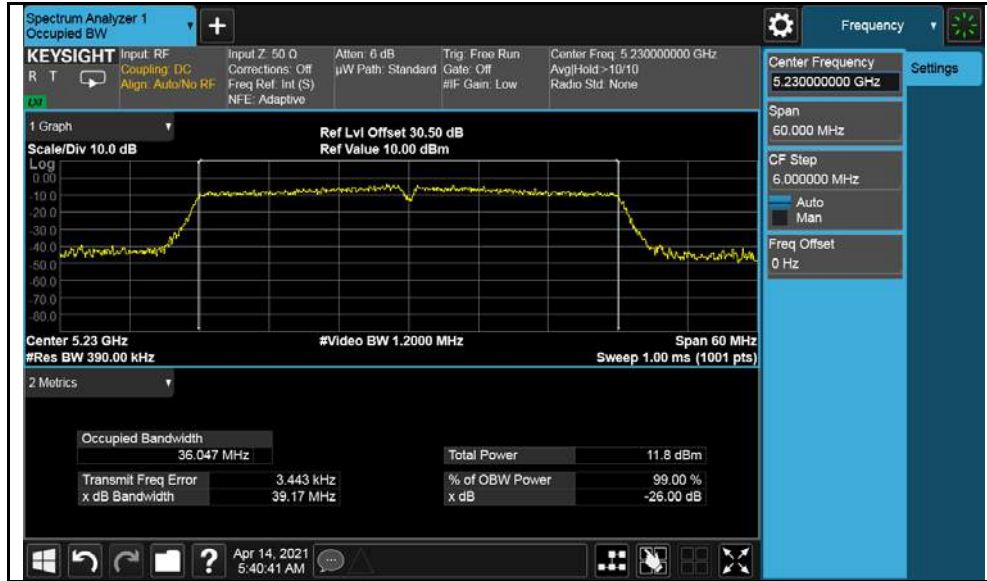 Spectrum Analyzer 1
Occupied BW
Frequency
KEYSIGHT
R T
LXI
Input: RF
Coupling: DC
Align: Auto/No RF
Input Z: 50 Ω
Corrections: Off
Freq Ref: Int (S)
NFE: Adaptive
Atten: 6 dB
µW Path: Standard
Trig: Free Run
Gate: Off
#IF Gain: Low
Center Freq: 5.230000000 GHz
Avg|Hold:>10/10
Radio Std: None
Center Frequency
5.230000000 GHz
Settings
Span
60.000 MHz
CF Step
6.000000 MHz
Auto
Man
Freq Offset
0 Hz
1 Graph
Scale/Div 10.0 dB
Ref Lvl Offset 30.50 dB
Ref Value 10.00 dBm
Log
0.00
-10.0
-20.0
-30.0
-40.0
-50.0
-60.0
-70.0
-80.0
Center 5.23 GHz
#Video BW 1.2000 MHz
Span 60 MHz
#Res BW 390.00 kHz
Sweep 1.00 ms (1001 pts)
2 Metrics
Occupied Bandwidth
36.047 MHz
Total Power 11.8 dBm
Transmit Freq Error 3.443 kHz
% of OBW Power 99.00 %
x dB Bandwidth 39.17 MHz
x dB -26.00 dB
?
Apr 14, 2021
5:40:41 AM